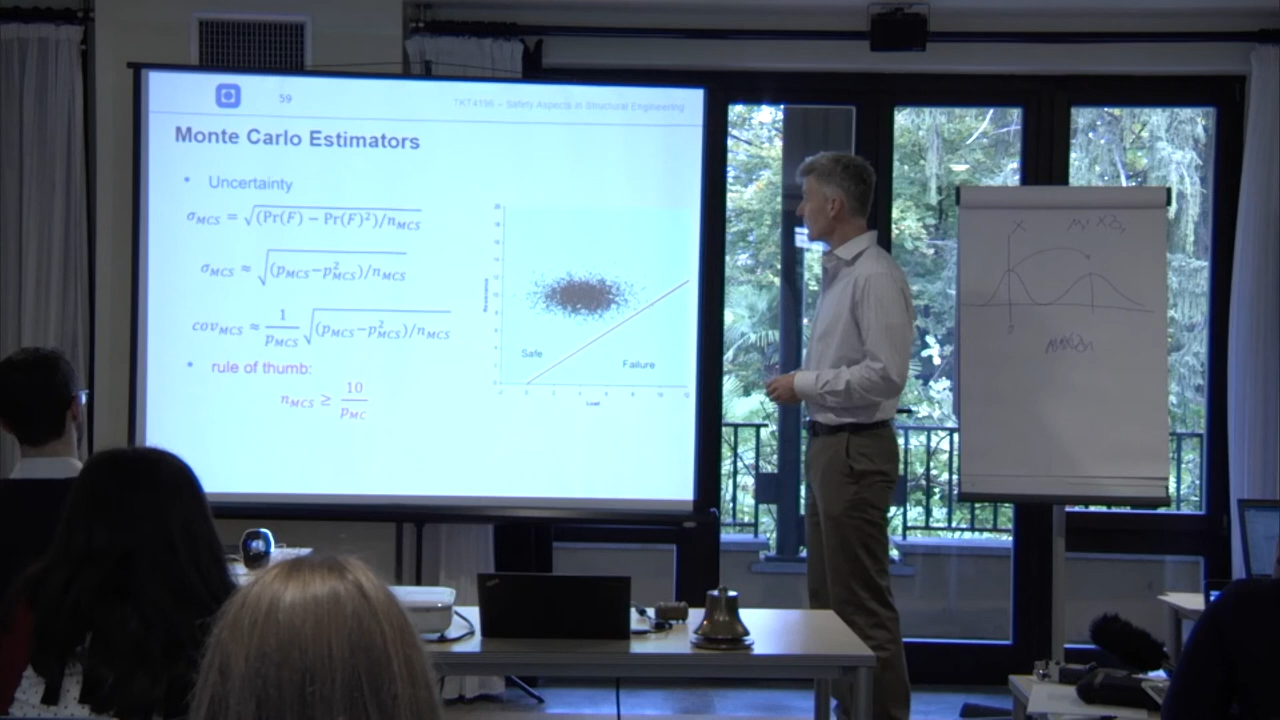 59
TKT4196 – Safety Aspects in Structural Engineering
Monte Carlo Estimators
• Uncertainty
σ_MCS = √((Pr(F) − Pr(F)²)/n_MCS)
σ_MCS ≈ √((p_MCS−p²_MCS)/n_MCS)
cov_MCS ≈ 1/p_MCS √((p_MCS−p²_MCS)/n_MCS)
• rule of thumb:
n_MCS ≥ 10/p_MC
Safe
Failure
Load
X